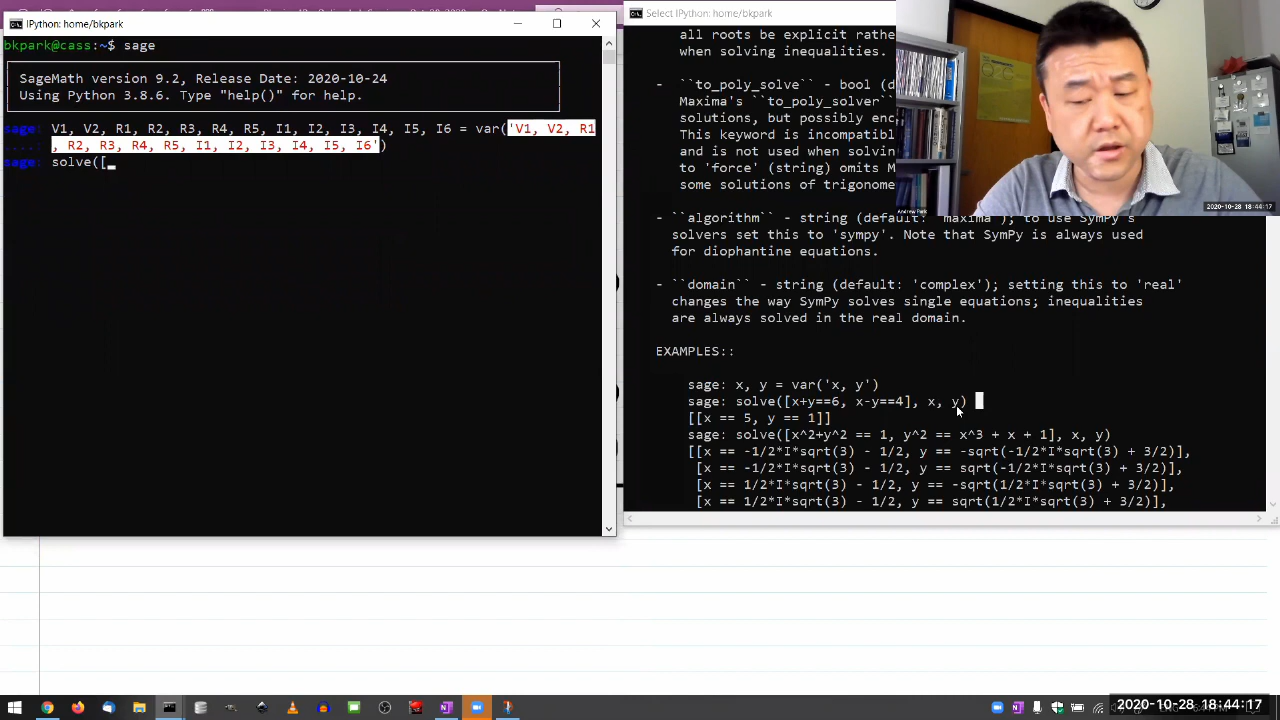 IPython: home/bkpark
bkpark@cass:~$ sage
SageMath version 9.2, Release Date: 2020-10-24
Using Python 3.8.6. Type "help()" for help.
sage: V1, V2, R1, R2, R3, R4, R5, I1, I2, I3, I4, I5, I6 = var('V1, V2, R1
....: , R2, R3, R4, R5, I1, I2, I3, I4, I5, I6')
sage: solve([
Select IPython: home/bkpark
all roots be explicit rathe
when solving inequalities.
- ``to_poly_solve`` - bool (d
Maxima's ``to_poly_solver``
solutions, but possibly enc
This keyword is incompatib
and is not used when solvin
to 'force' (string) omits M
some solutions of trigonome
- ``algorithm`` - string (default: 'maxima'); to use SymPy's
solvers set this to 'sympy'. Note that SymPy is always used
for diophantine equations.
- ``domain`` - string (default: 'complex'); setting this to 'real'
changes the way SymPy solves single equations; inequalities
are always solved in the real domain.
EXAMPLES::
sage: x, y = var('x, y')
sage: solve([x+y==6, x-y==4], x, y)
[[x == 5, y == 1]]
sage: solve([x^2+y^2 == 1, y^2 == x^3 + x + 1], x, y)
[[x == -1/2*I*sqrt(3) - 1/2, y == -sqrt(-1/2*I*sqrt(3) + 3/2)],
[x == -1/2*I*sqrt(3) - 1/2, y == sqrt(-1/2*I*sqrt(3) + 3/2)],
[x == 1/2*I*sqrt(3) - 1/2, y == -sqrt(1/2*I*sqrt(3) + 3/2)],
[x == 1/2*I*sqrt(3) - 1/2, y == sqrt(1/2*I*sqrt(3) + 3/2)],
Andrew Park
2020-10-28 18:44:17
2020-10-28 18:44:17